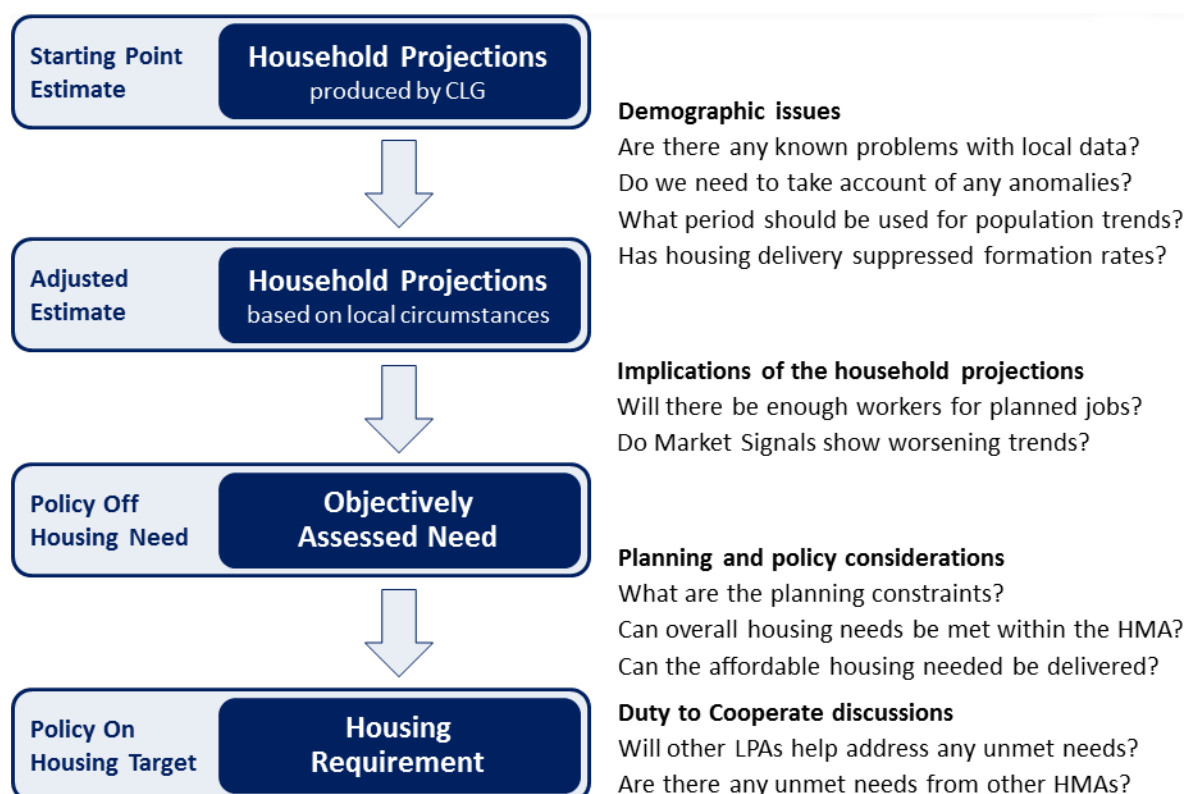 Starting Point
Estimate
Household Projections
produced by CLG
Demographic issues
Are there any known problems with local data?
Do we need to take account of any anomalies?
What period should be used for population trends?
Has housing delivery suppressed formation rates?
Adjusted
Estimate
Household Projections
based on local circumstances
Implications of the household projections
Will there be enough workers for planned jobs?
Do Market Signals show worsening trends?
Policy Off
Housing Need
Objectively
Assessed Need
Planning and policy considerations
What are the planning constraints?
Can overall housing needs be met within the HMA?
Can the affordable housing needed be delivered?
Policy On
Housing Target
Housing
Requirement
Duty to Cooperate discussions
Will other LPAs help address any unmet needs?
Are there any unmet needs from other HMAs?